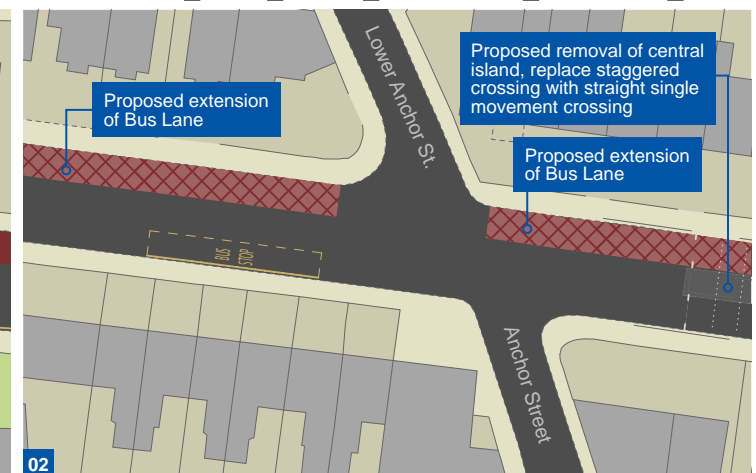 Lower Anchor St.
Proposed removal of central
island, replace staggered
crossing with straight single
movement crossing
Proposed extension
of Bus Lane
Proposed extension
of Bus Lane
BUS
STOP
Anchor Street
02